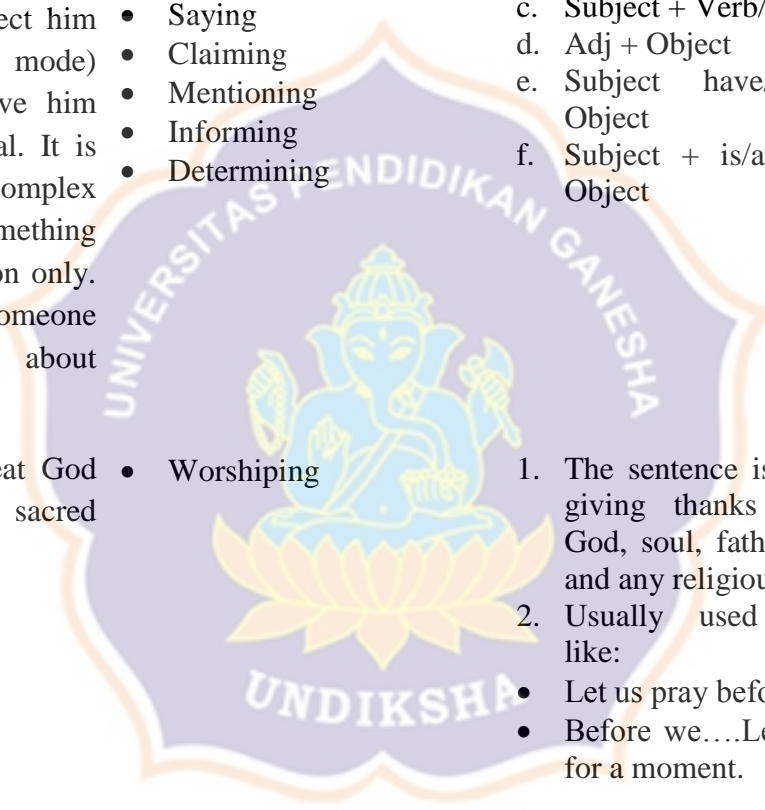 ect him
mode)
ve him
al. It is
omplex
mething
on only.
omeone
about
eat God
sacred
• Saying
• Claiming
• Mentioning
• Informing
• Determining
• Worshiping
c. Subject + Verb/
d. Adj + Object
e. Subject have/
Object
f. Subject + is/a
Object
1. The sentence is
giving thanks
God, soul, fath
and any religiou
2. Usually used
like:
• Let us pray befo
• Before we….Le
for a moment.
UNIVERSITAS PENDIDIKAN GANESHA
UNDIKSHA